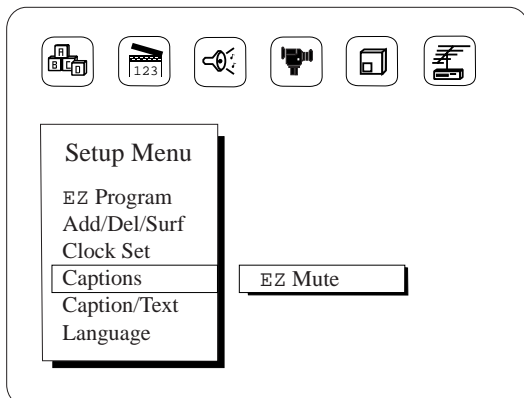 A
B C D
123
Setup Menu
EZ Program
Add/Del/Surf
Clock Set
Captions
EZ Mute
Caption/Text
Language